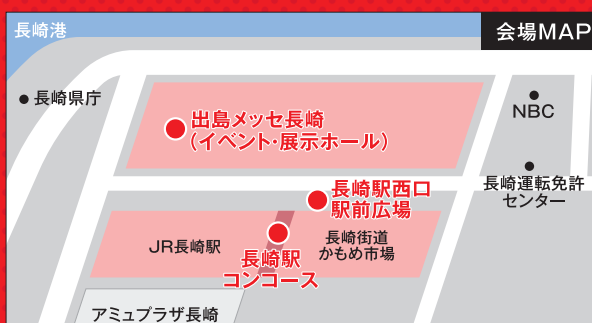 長崎港
会場MAP
長崎県庁
出島メッセ長崎
(イベント・展示ホール)
NBC
長崎運転免許
センター
長崎駅西口
駅前広場
JR長崎駅
長崎街道
かもめ市場
長崎駅
コンコース
アミュプラザ長崎